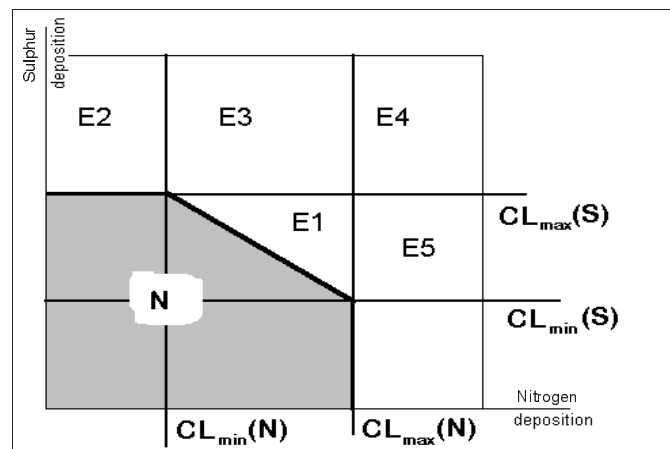 Sulphur
deposition
E2
E3
E4
E1
E5
CLmax(S)
N
CLmin(S)
Nitrogen
deposition
CLmin(N)
CLmax(N)